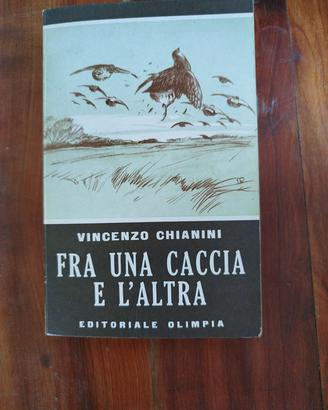 VINCENZO CHIANINI
FRA UNA CACCIA
E L'ALTRA
EDITORIALE OLIMPIA